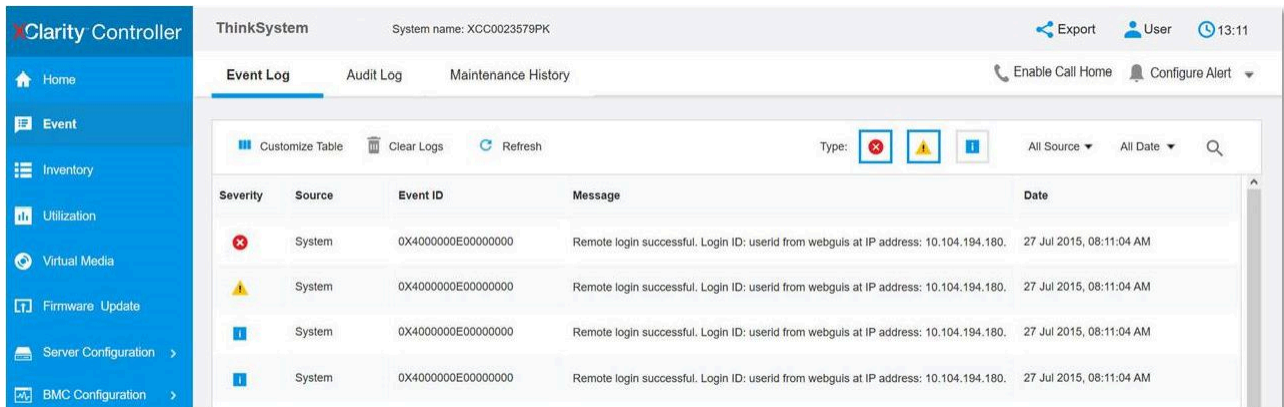 XClarity Controller
ThinkSystem System name: XCC0023579PK Export User 13:11
Home
Event Log Audit Log Maintenance History Enable Call Home Configure Alert
Event
Customize Table Clear Logs Refresh Type: All Source All Date
Inventory
Severity Source Event ID Message Date
Utilization
System 0X4000000E00000000 Remote login successful. Login ID: userid from webguis at IP address: 10.104.194.180. 27 Jul 2015, 08:11:04 AM
Virtual Media
System 0X4000000E00000000 Remote login successful. Login ID: userid from webguis at IP address: 10.104.194.180. 27 Jul 2015, 08:11:04 AM
Firmware Update
System 0X4000000E00000000 Remote login successful. Login ID: userid from webguis at IP address: 10.104.194.180. 27 Jul 2015, 08:11:04 AM
Server Configuration
System 0X4000000E00000000 Remote login successful. Login ID: userid from webguis at IP address: 10.104.194.180. 27 Jul 2015, 08:11:04 AM
BMC Configuration